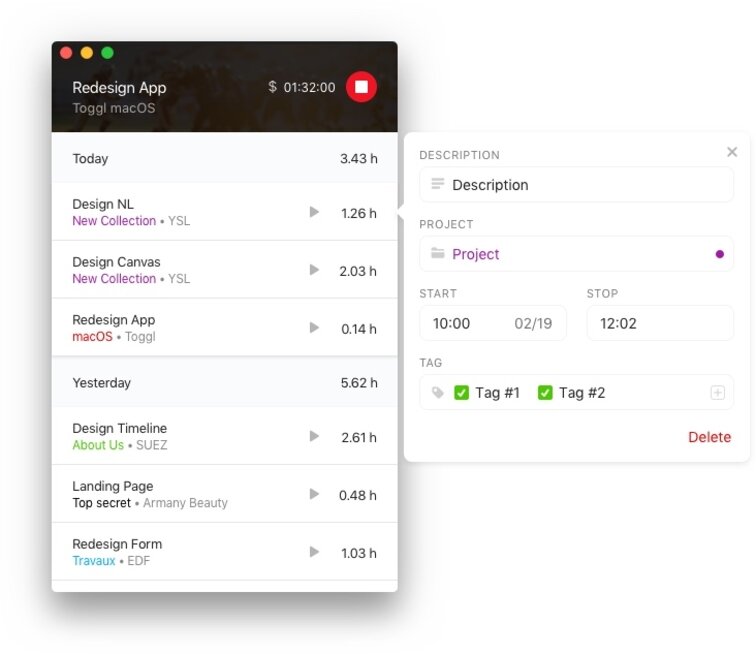 Redesign App
$ 01:32:00
Toggl macOS
Today 3.43 h
Design NL
New Collection • YSL
1.26 h
Design Canvas
New Collection • YSL
2.03 h
Redesign App
macOS • Toggl
0.14 h
Yesterday 5.62 h
Design Timeline
About Us • SUEZ
2.61 h
Landing Page
Top secret • Armany Beauty
0.48 h
Redesign Form
Travaux • EDF
1.03 h
DESCRIPTION
Description
PROJECT
Project
START STOP
10:00 02/19 12:02
TAG
Tag #1 Tag #2
Delete